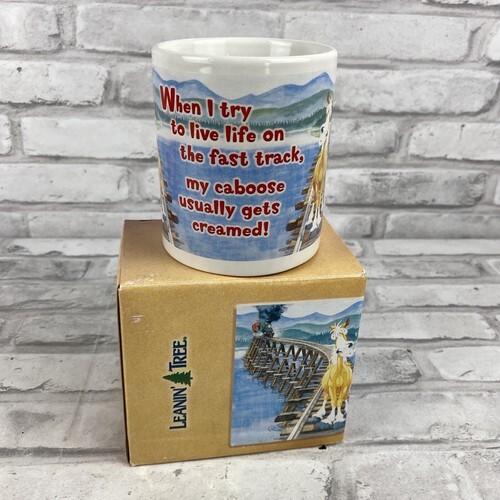 When I try
to live life on
the fast track,
my caboose
usually gets
creamed!
LEANIN' TREE